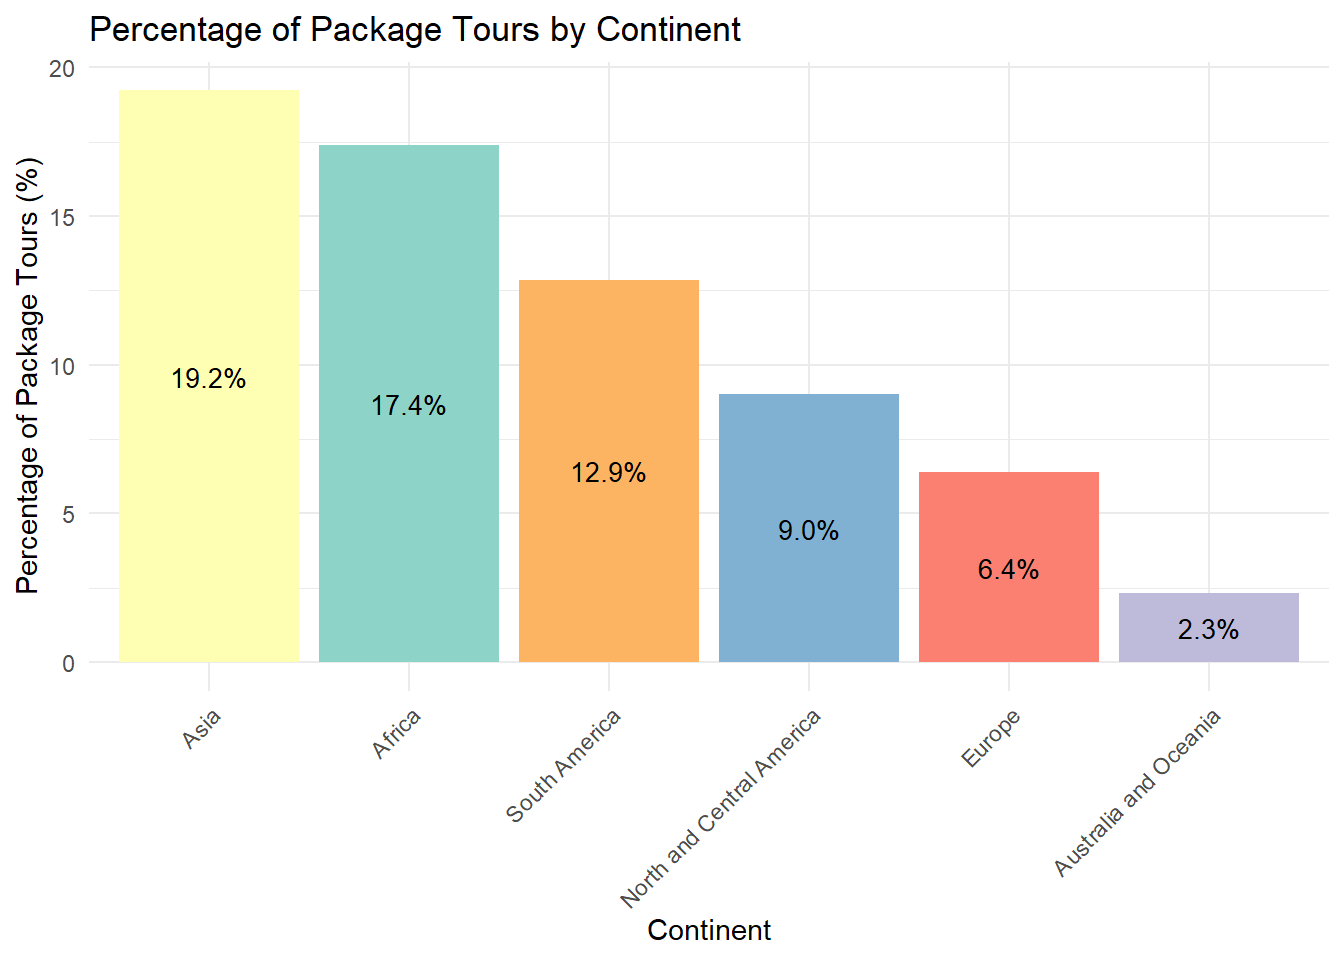 Percentage of Package Tours by Continent
Percentage of Package Tours (%)
20
15
10
5
0
19.2%
17.4%
12.9%
9.0%
6.4%
2.3%
Asia
Africa
South America
North and Central America
Europe
Australia and Oceania
Continent